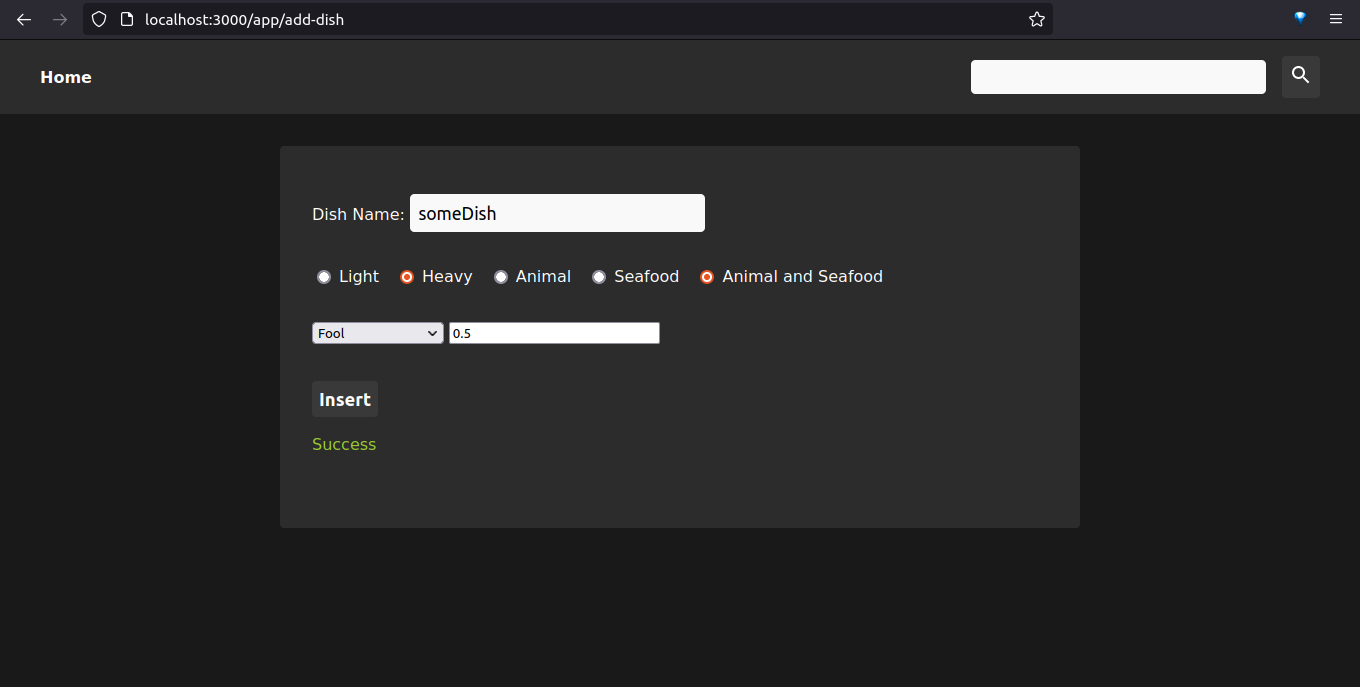 localhost:3000/app/add-dish
Home
Dish Name: someDish
Light Heavy Animal Seafood Animal and Seafood
Fool 0.5
Insert
Success